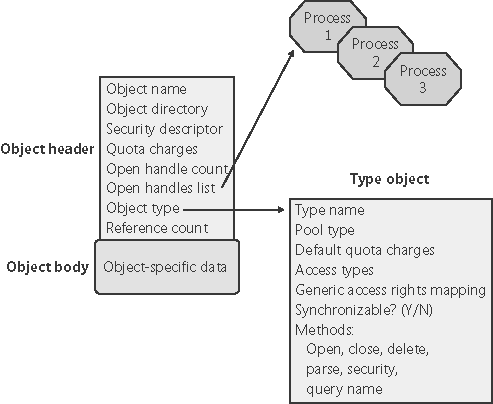 Process
1
Process
2
Process
3
Object header
Object name
Object directory
Security descriptor
Quota charges
Open handle count
Open handles list
Object type
Reference count
Object body
Object-specific data
Type object
Type name
Pool type
Default quota charges
Access types
Generic access rights mapping
Synchronizable? (Y/N)
Methods:
Open, close, delete,
parse, security,
query name